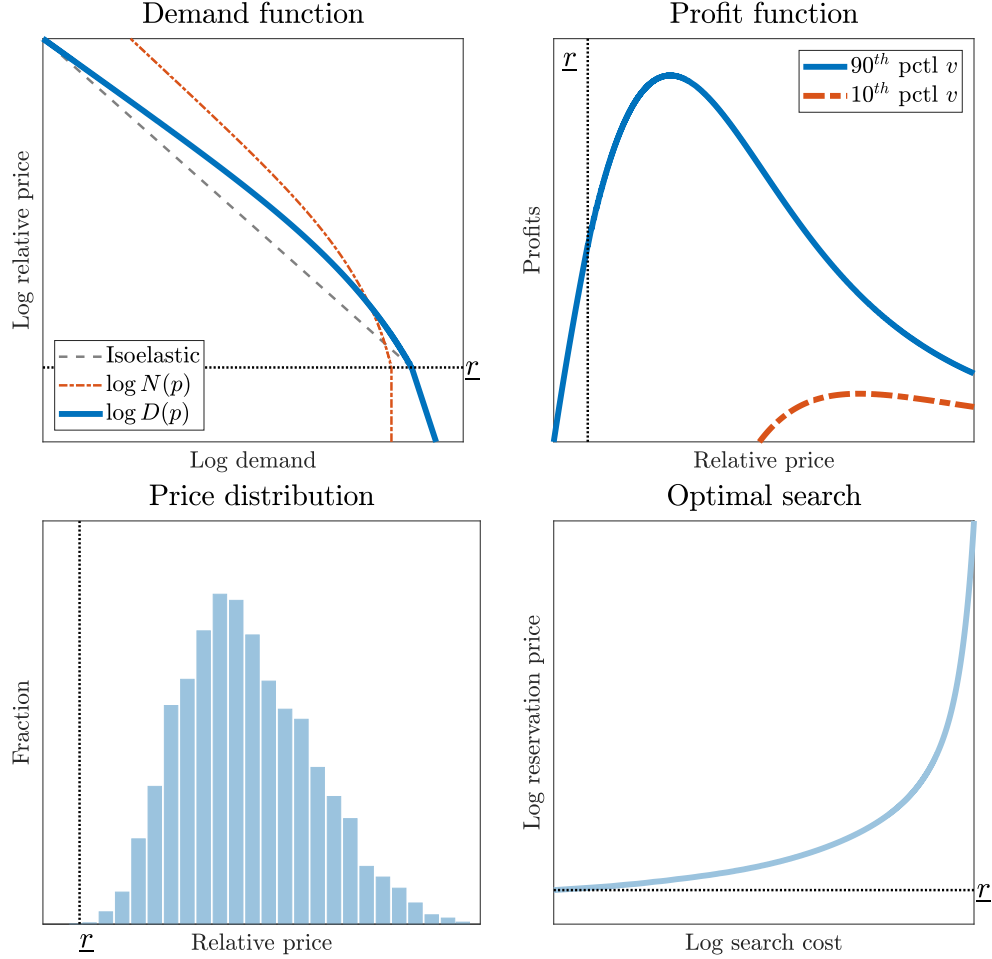 Demand function
Log relative price
Isoelastic
log N(p)
log D(p)
r
Log demand
Profit function
r
90th pctl v
10th pctl v
Profits
Relative price
Price distribution
Fraction
r
Relative price
Optimal search
Log reservation price
r
Log search cost